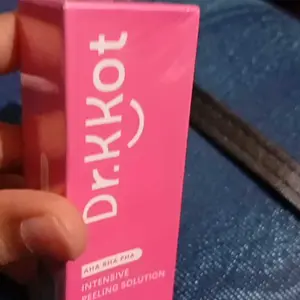 Dr.KKot
AHA BHA PHA
INTENSIVE
PEELING SOLUTION